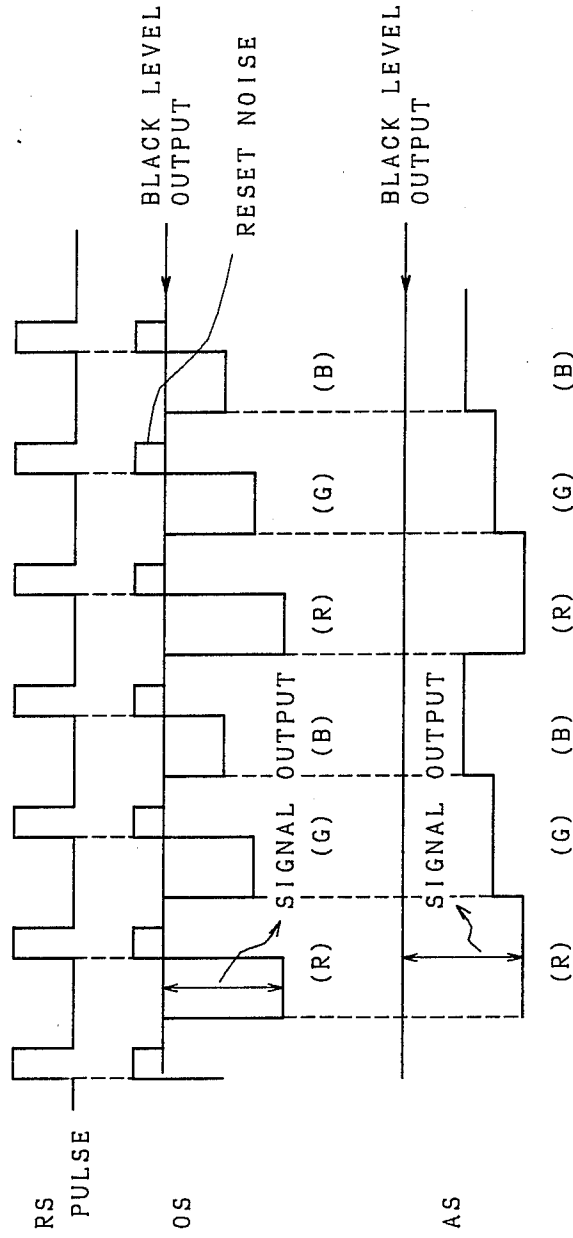 RS
PULSE
OS
BLACK LEVEL
OUTPUT
RESET NOISE
SIGNAL OUTPUT
(R)
(G)
(B)
(R)
(G)
(B)
AS
BLACK LEVEL
OUTPUT
SIGNAL OUTPUT
(R)
(G)
(B)
(R)
(G)
(B)